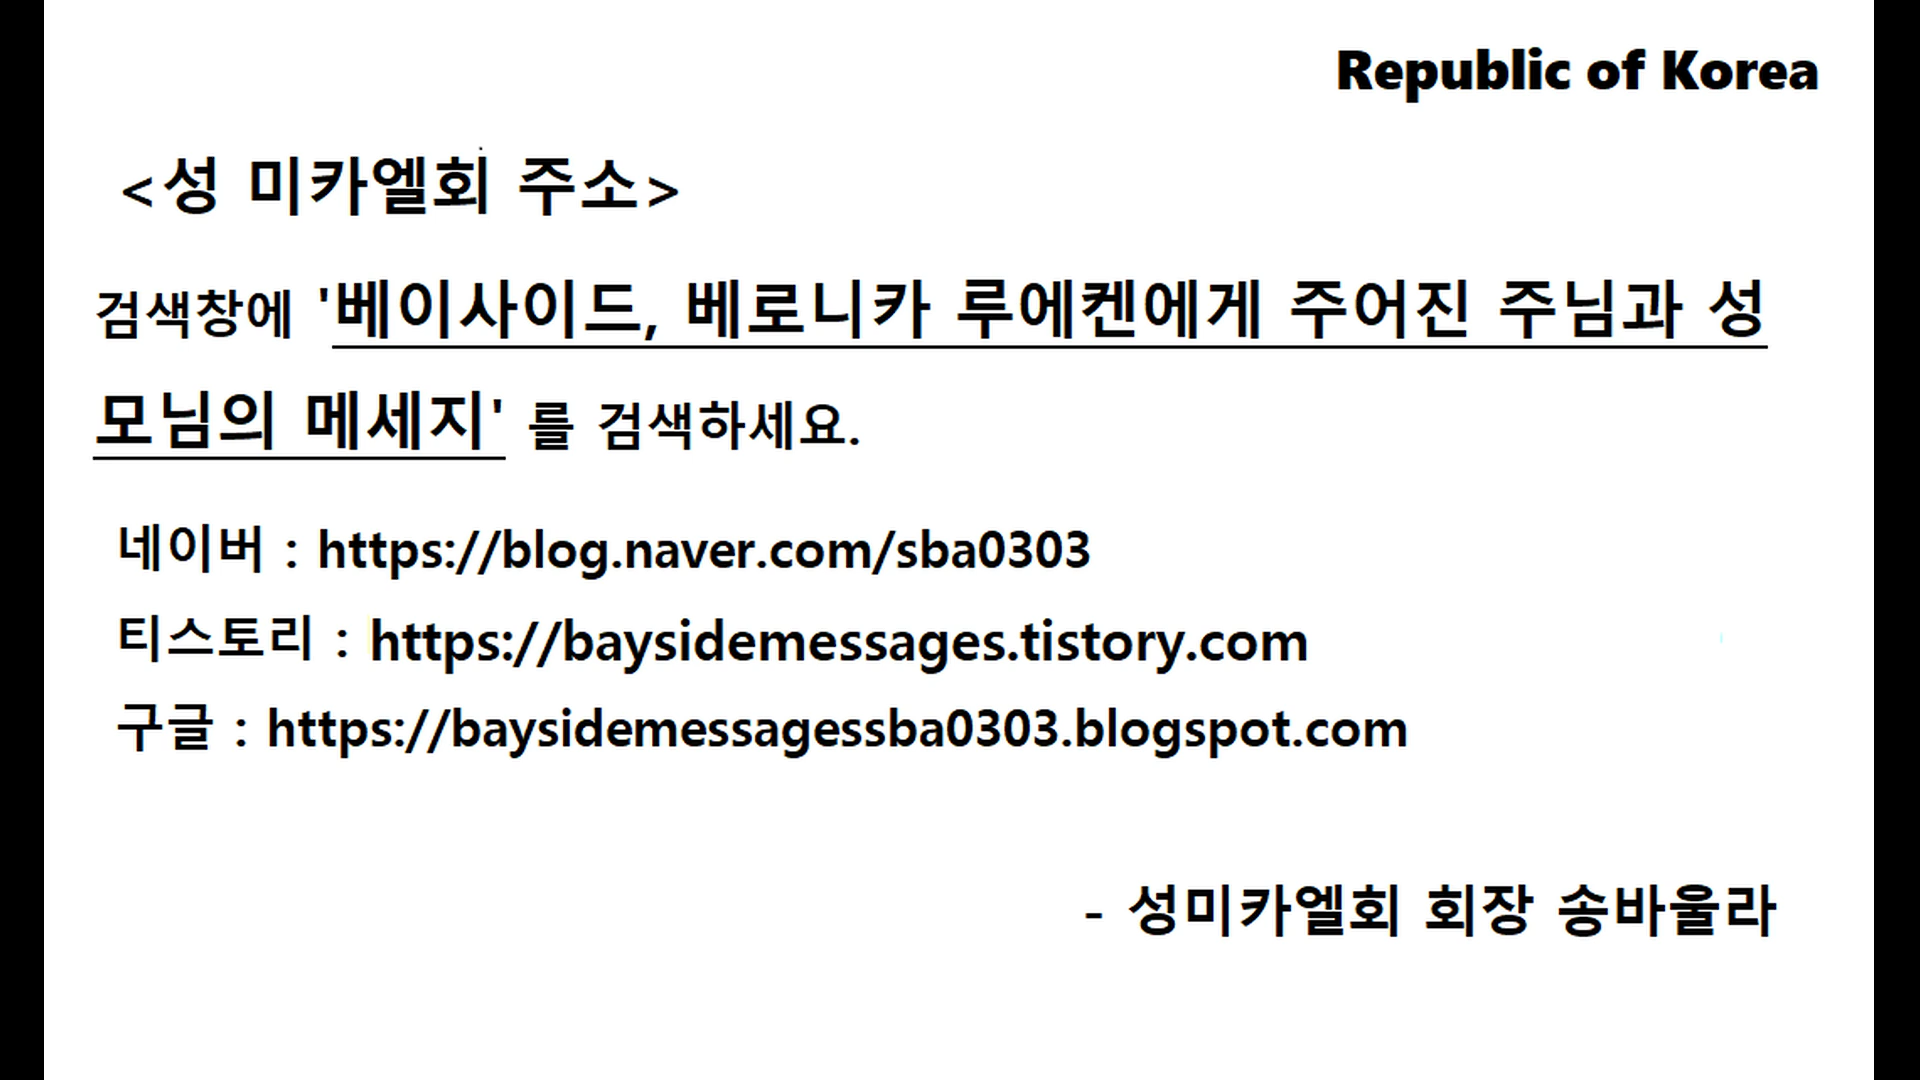 Republic of Korea
<성 미카엘회 주소>
검색창에 '베이사이드, 베로니카 루에켄에게 주어진 주님과 성
모님의 메세지' 를 검색하세요.
네이버 : https://blog.naver.com/sba0303
티스토리 : https://baysidemessages.tistory.com
구글 : https://baysidemessagessba0303.blogspot.com
- 성미카엘회 회장 송바울라